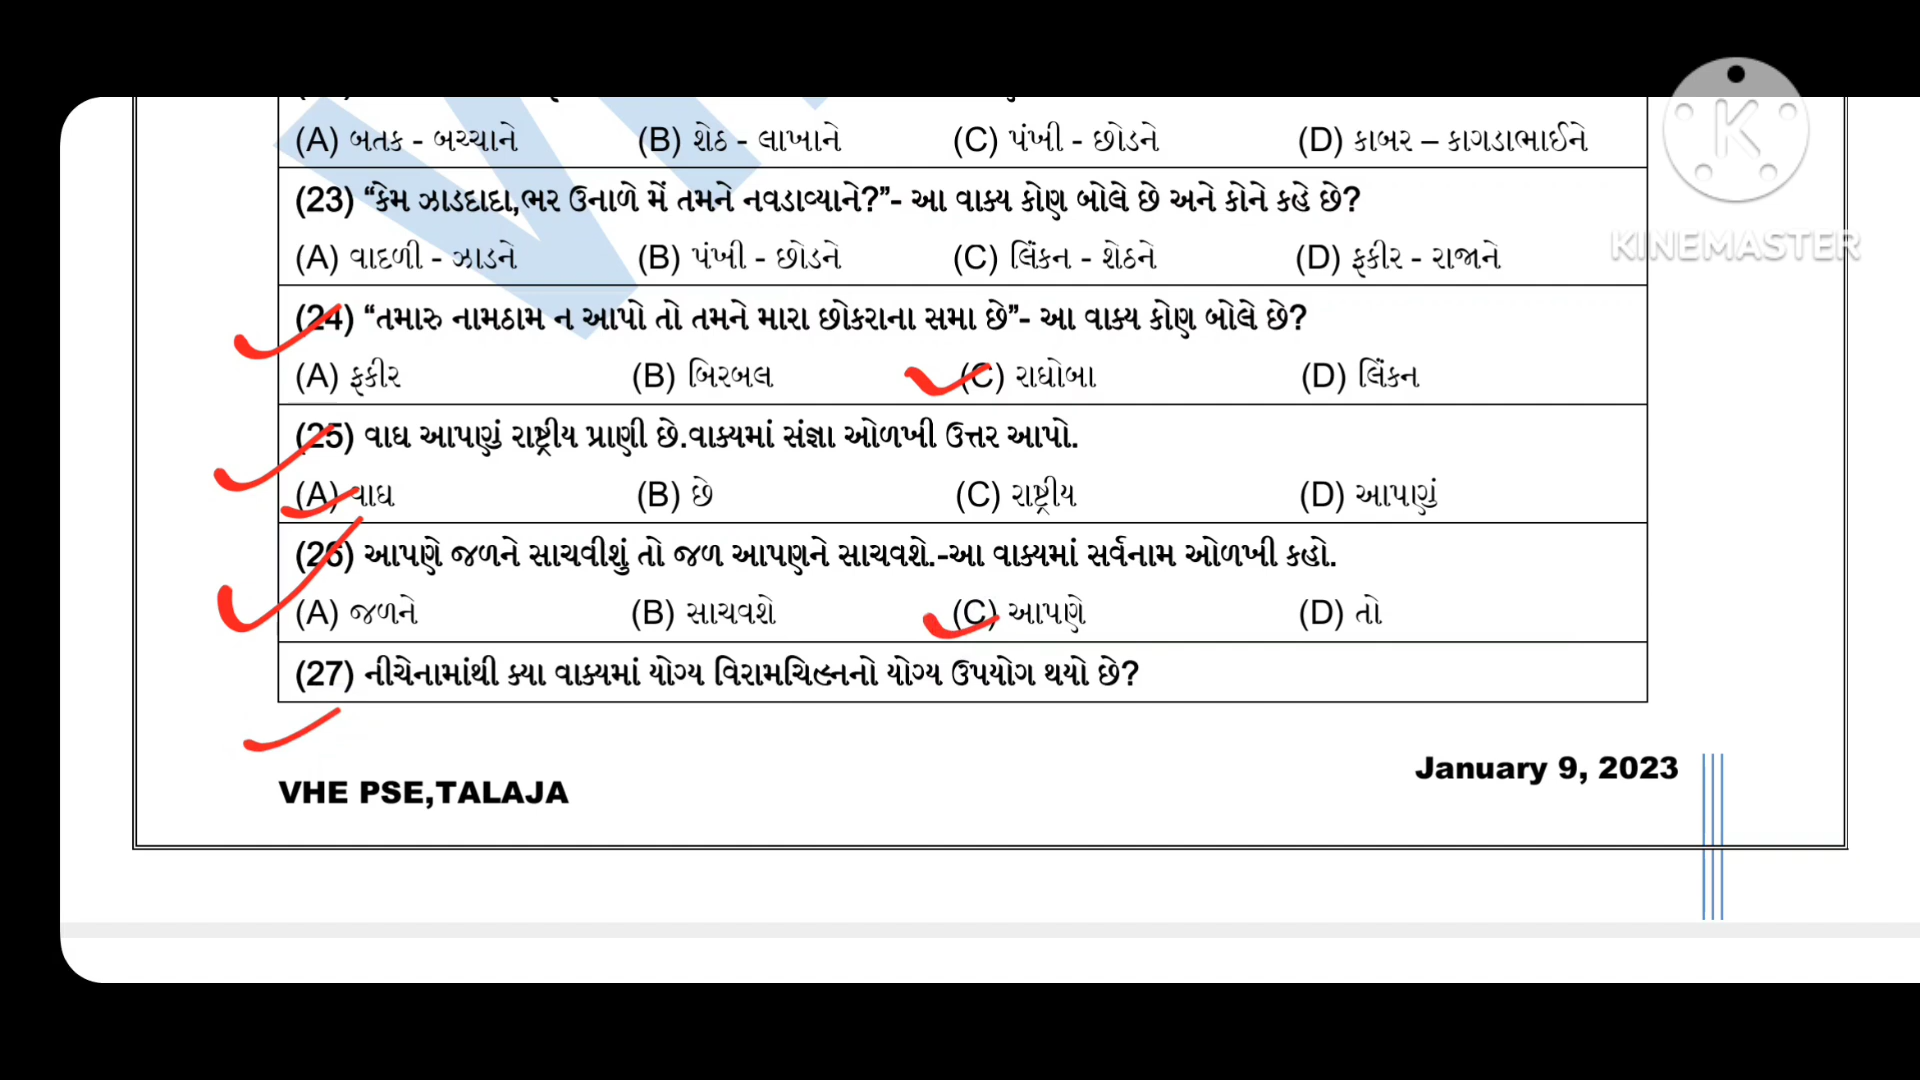 (A) બતક - બચ્ચાને (B) શેઠ - લાખાને (C) પંખી - છોડને (D) કાબર – કાગડાભાઈને
(23) “કેમ ઝાડદાદા,ભર ઉનાળે મેં તમને નવડાવ્યાને?”- આ વાક્ય કોણ બોલે છે અને કોને કહે છે?
(A) વાદળી - ઝાડને (B) પંખી - છોડને (C) લિંકન - શેઠને (D) ફકીર - રાજાને
(24) “તમારુ નામઠામ ન આપો તો તમને મારા છોકરાના સમા છે”- આ વાક્ય કોણ બોલે છે?
(A) ફકીર (B) બિરબલ (C) રાઘોબા (D) લિંકન
(25) વાઘ આપણું રાષ્ટ્રીય પ્રાણી છે.વાક્યમાં સંજ્ઞા ઓળખી ઉત્તર આપો.
(A) વાઘ (B) છે (C) રાષ્ટ્રીય (D) આપણું
(26) આપણે જળને સાચવીશું તો જળ આપણને સાચવશે.-આ વાક્યમાં સર્વનામ ઓળખી કહો.
(A) જળને (B) સાચવશે (C) આપણે (D) તો
(27) નીચેનામાંથી ક્યા વાક્યમાં યોગ્ય વિરામચિહ્નનો યોગ્ય ઉપયોગ થયો છે?
January 9, 2023
VHE PSE,TALAJA
KINEMASTER